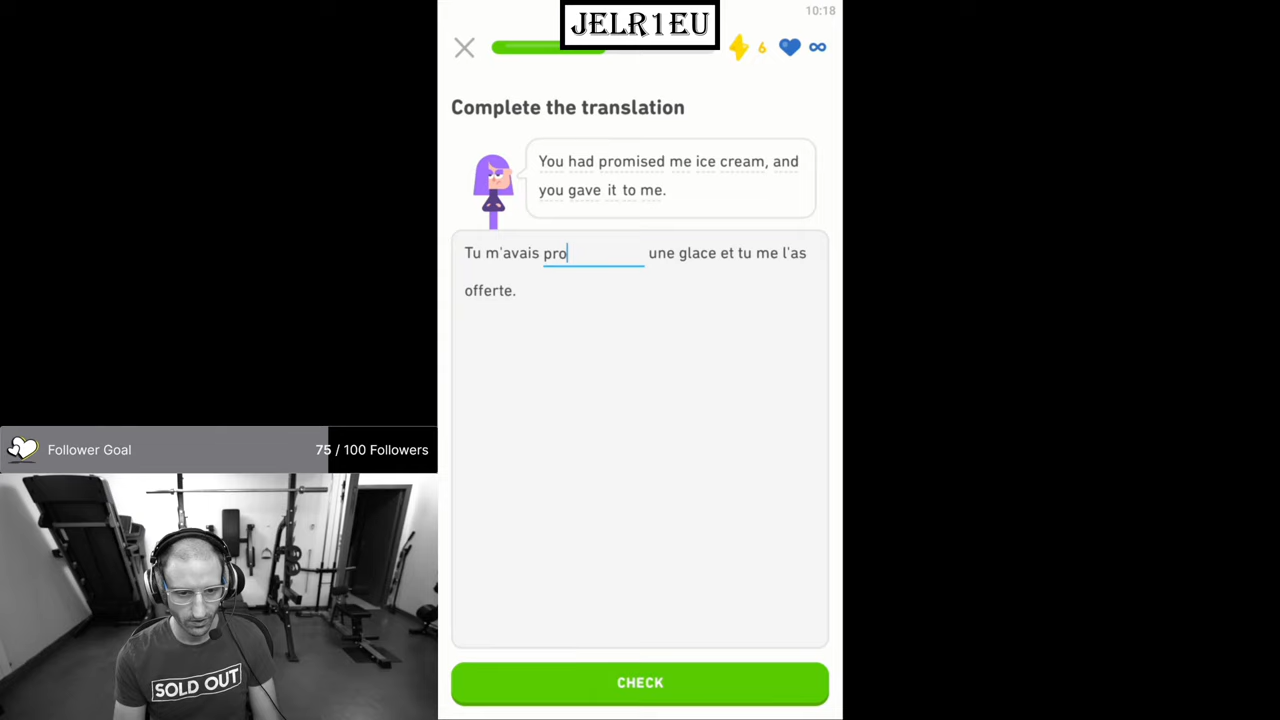 10:18
JELR1EU
6 ∞
Complete the translation
You had promised me ice cream, and
you gave it to me.
Tu m'avais pro une glace et tu me l'as
offerte.
Follower Goal 75 / 100 Followers
SOLD OUT
CHECK